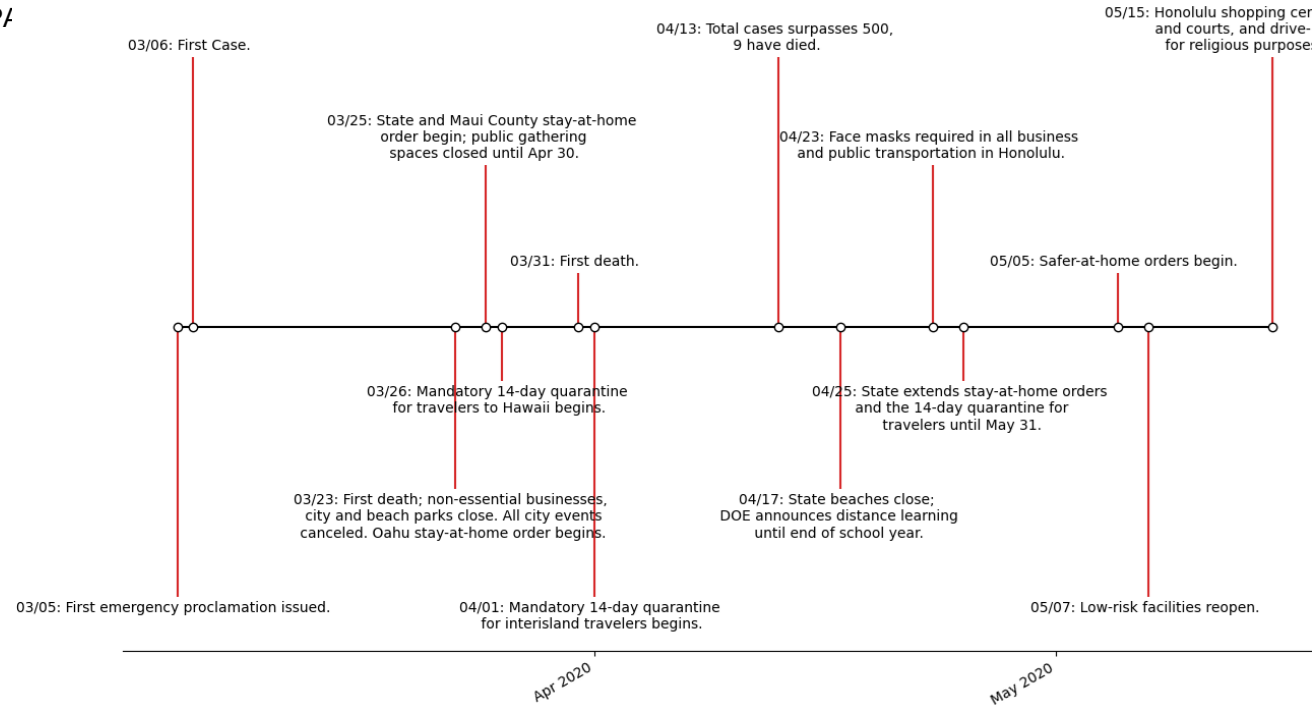 03/06: First Case.
04/13: Total cases surpasses 500,
9 have died.
05/15: Honolulu shopping
and courts, and drive-
for religious
03/25: State and Maui County stay-at-home
order begin; public gathering
spaces closed until Apr 30.
04/23: Face masks required in all business
and public transportation in Honolulu.
03/31: First death.
05/05: Safer-at-home orders begin.
03/26: Mandatory 14-day quarantine
for travelers to Hawaii begins.
04/25: State extends stay-at-home orders
and the 14-day quarantine for
travelers until May 31.
03/23: First death; non-essential businesses,
city and beach parks close. All city events
canceled. Oahu stay-at-home order begins.
04/17: State beaches close;
DOE announces distance learning
until end of school year.
03/05: First emergency proclamation issued.
04/01: Mandatory 14-day quarantine
for interisland travelers begins.
05/07: Low-risk facilities reopen.
Apr 2020
May 2020